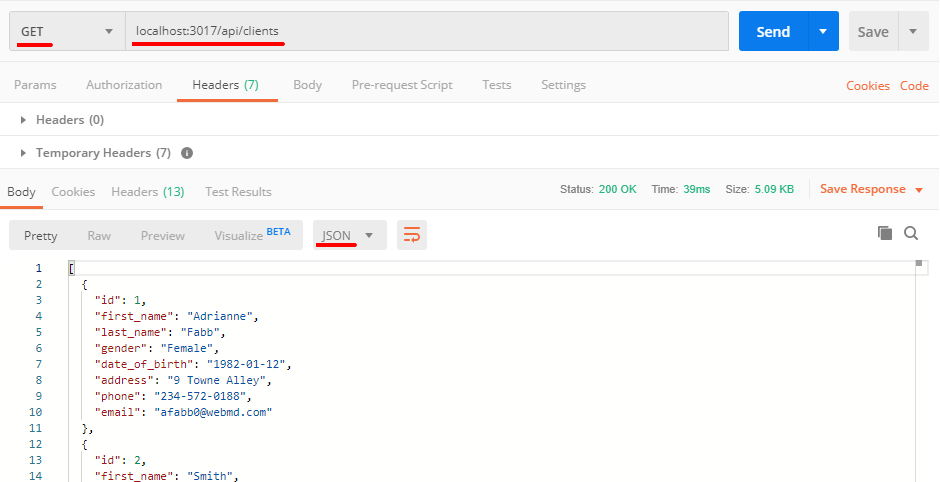 GET localhost:3017/api/clients Send Save
Params Authorization Headers (7) Body Pre-request Script Tests Settings Cookies Code
Headers (0)
Temporary Headers (7)
Body Cookies Headers (13) Test Results Status: 200 OK Time: 39ms Size: 5.09 KB Save Response
Pretty Raw Preview Visualize BETA JSON
1 [
2 {
3 "id": 1,
4 "first_name": "Adrianne",
5 "last_name": "Fabb",
6 "gender": "Female",
7 "date_of_birth": "1982-01-12",
8 "address": "9 Towne Alley",
9 "phone": "234-572-0188",
10 "email": "afabb0@webmd.com"
11 },
12 {
13 "id": 2,
14 "first_name": "Smith",